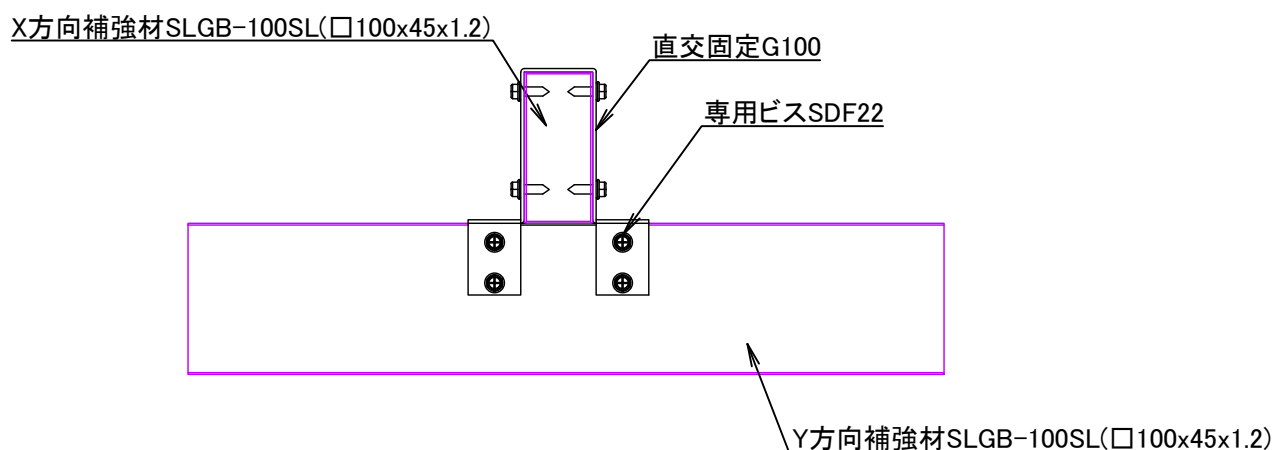 X方向補強材SLGB-100SL(□100x45x1.2)
直交固定G100
専用ビスSDF22
Y方向補強材SLGB-100SL(□100x45x1.2)